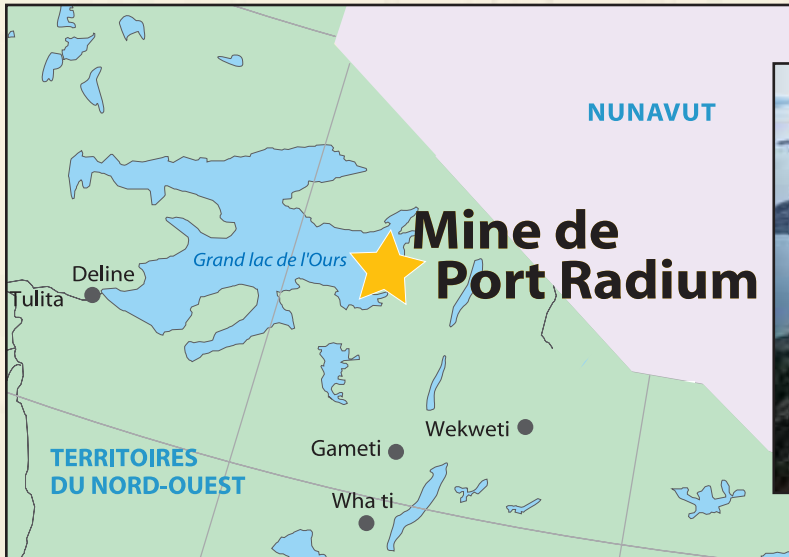 NUNAVUT
Mine de
Port Radium
Grand lac de l'Ours
Deline
Tulita
Wekweti
Gameti
TERRITOIRES
DU NORD-OUEST
Wha ti